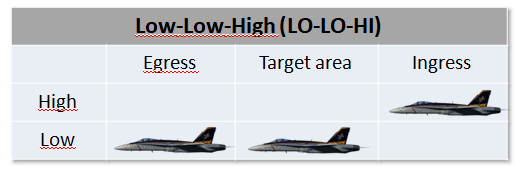 Low-Low-High (LO-LO-HI)
Egress Target area Ingress
High
Low